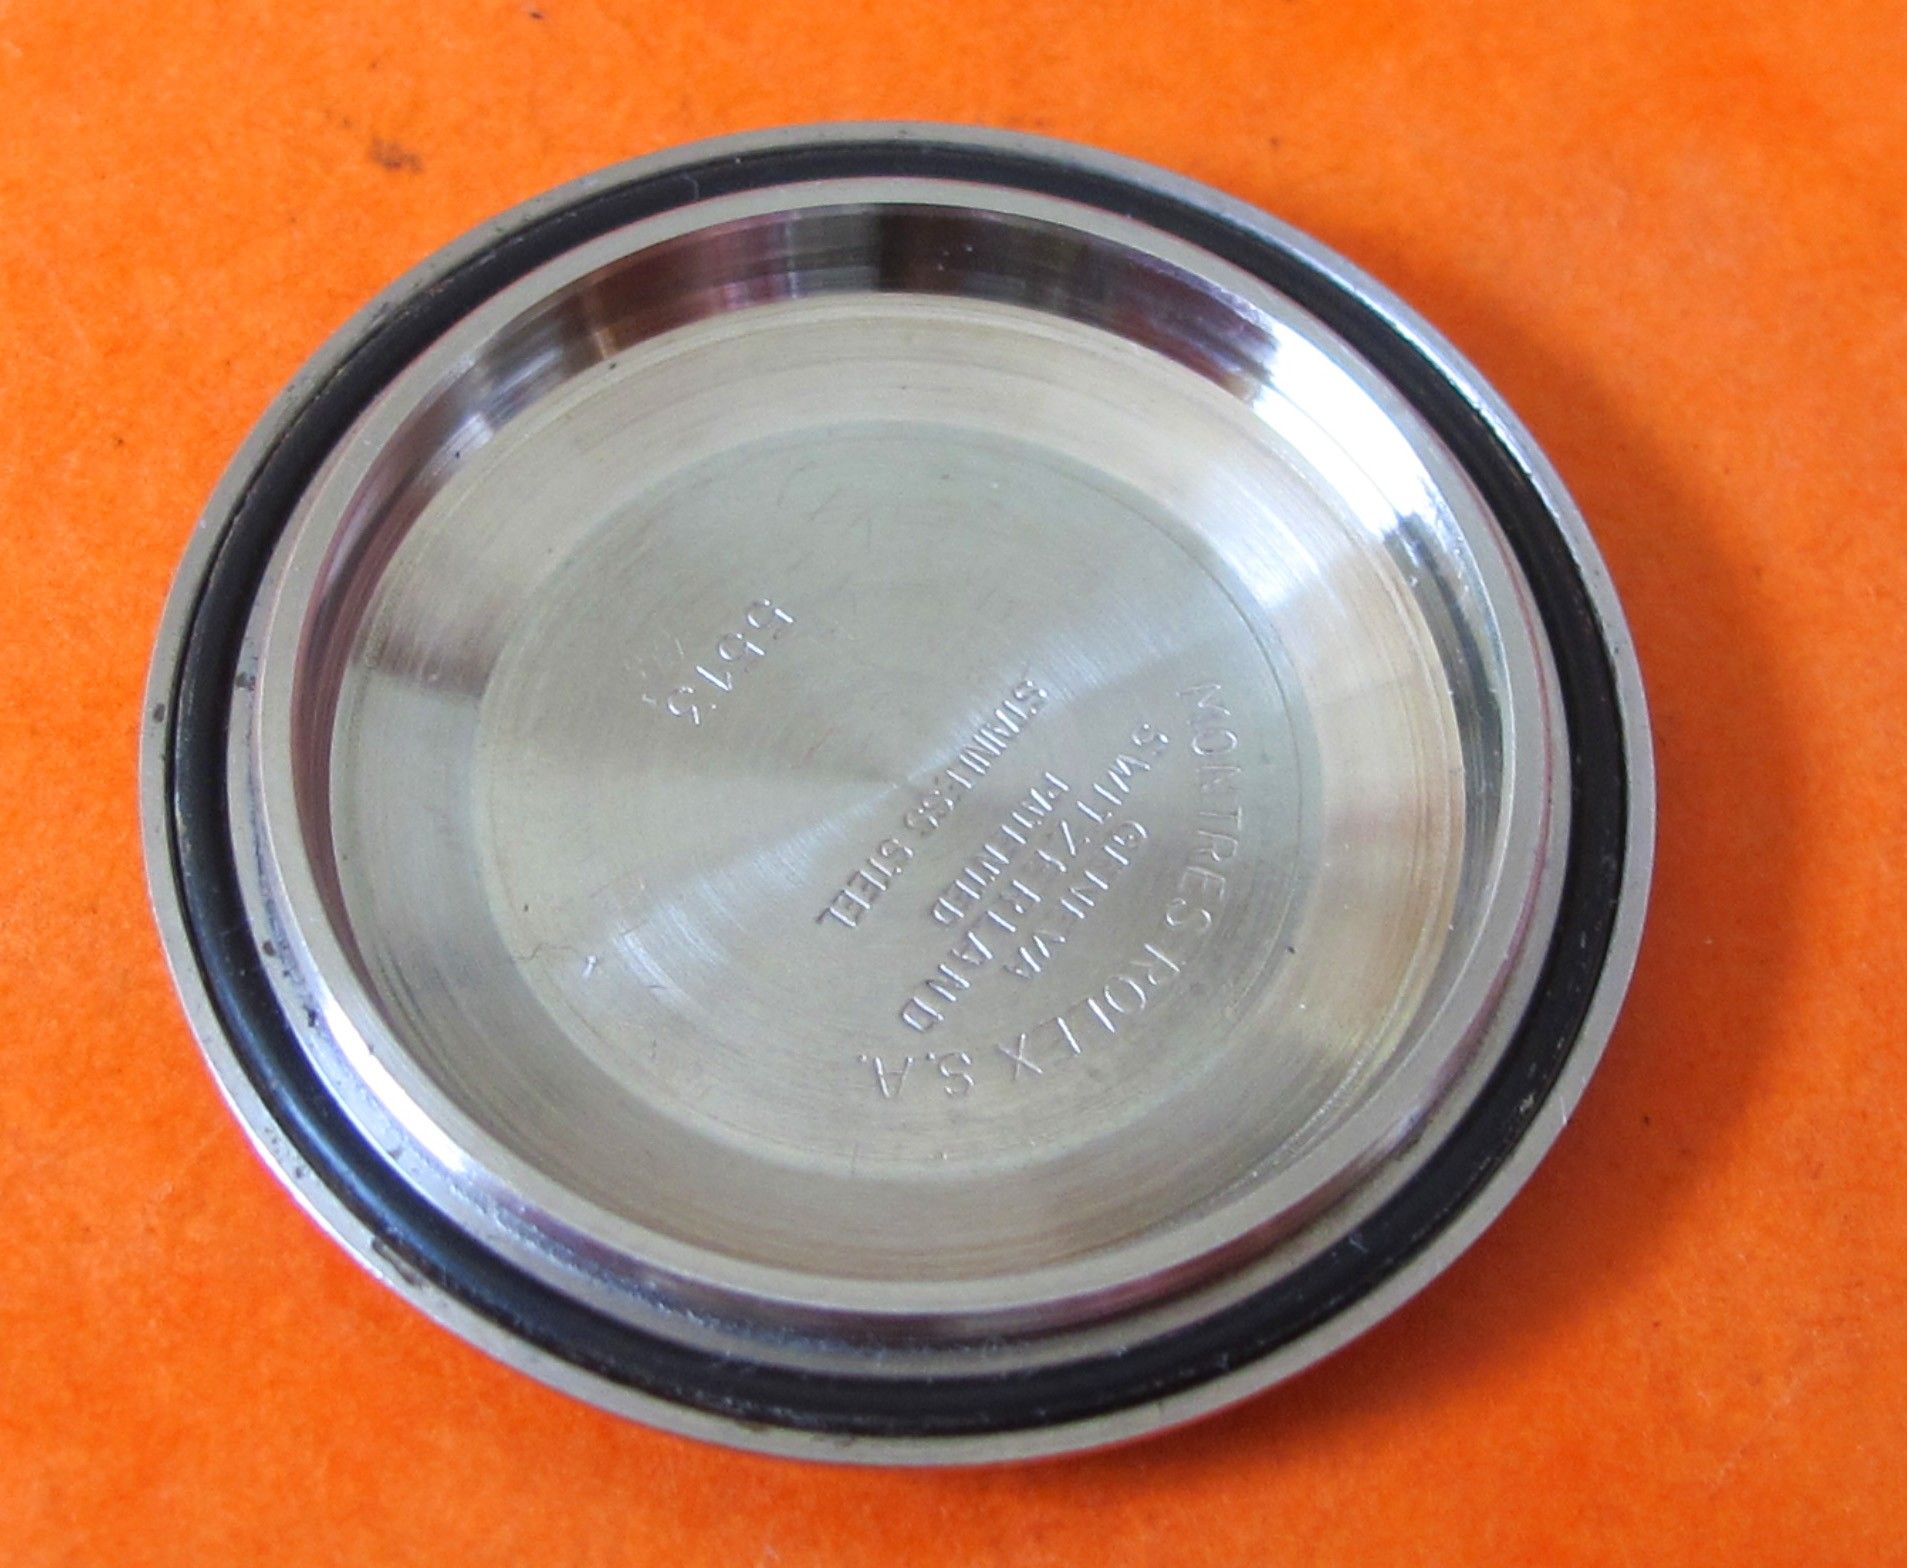 MONTRES ROLEX S.A.
GENEVA
SWITZERLAND
PATENTED
STAINLESS STEEL
5513